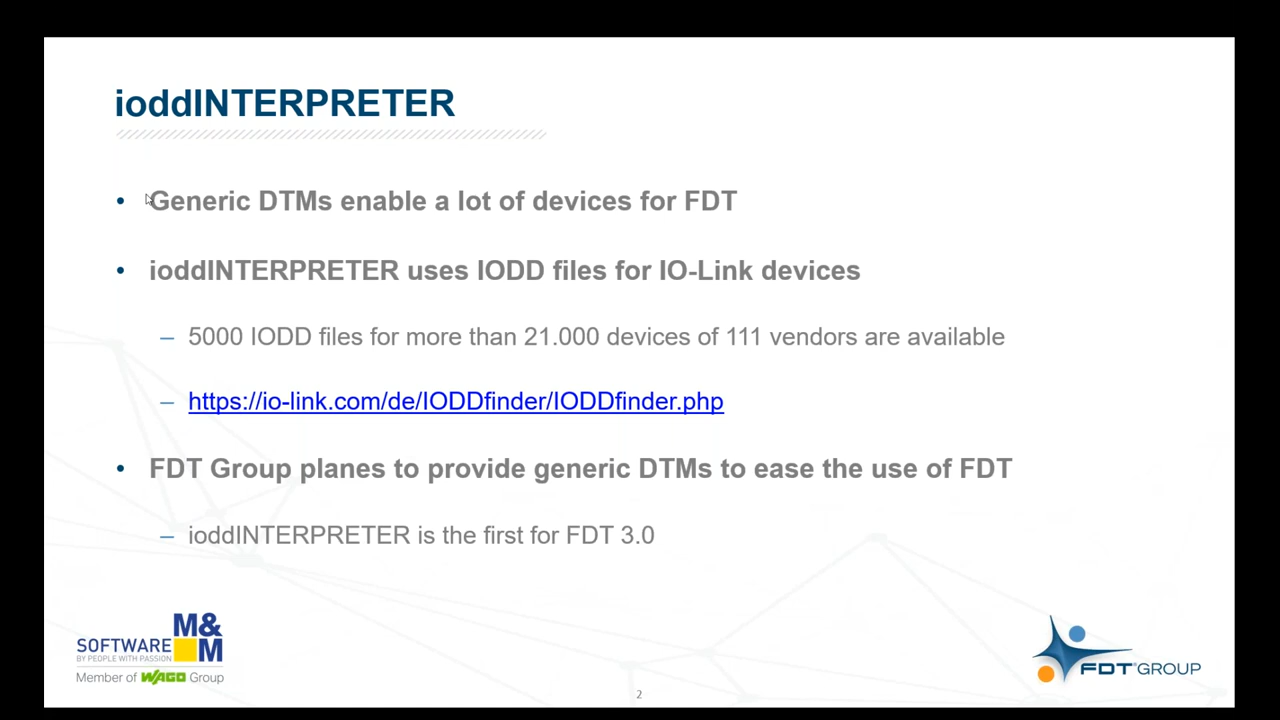 ioddINTERPRETER
• Generic DTMs enable a lot of devices for FDT
• ioddINTERPRETER uses IODD files for IO-Link devices
– 5000 IODD files for more than 21.000 devices of 111 vendors are available
– https://io-link.com/de/IODDfinder/IODDfinder.php
• FDT Group planes to provide generic DTMs to ease the use of FDT
– ioddINTERPRETER is the first for FDT 3.0
M&M
SOFTWARE
BY PEOPLE WITH PASSION
Member of WAGO Group
FDT® GROUP
2